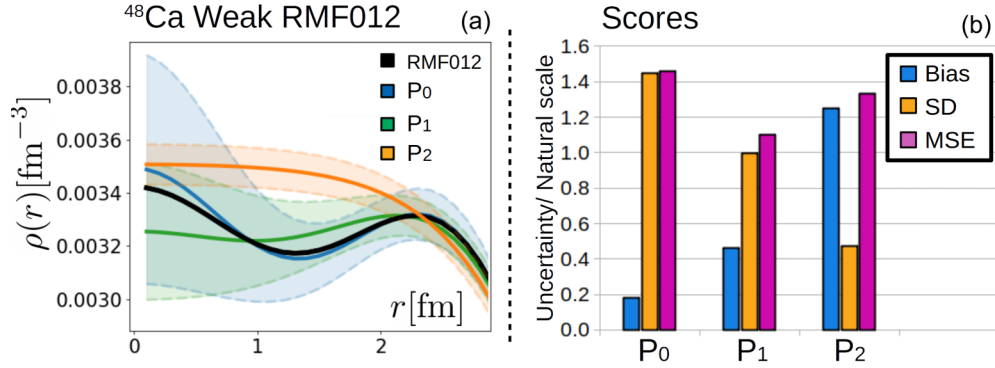 ⁴⁸Ca Weak RMF012 (a)
ρ(r)[fm⁻³]
0.0038
0.0036
0.0034
0.0032
0.0030
RMF012
P₀
P₁
P₂
r[fm]
0 1 2
Scores (b)
Uncertainty/ Natural scale
1.6
1.4
1.2
1.0
0.8
0.6
0.4
0.2
0.0
Bias
SD
MSE
P₀ P₁ P₂